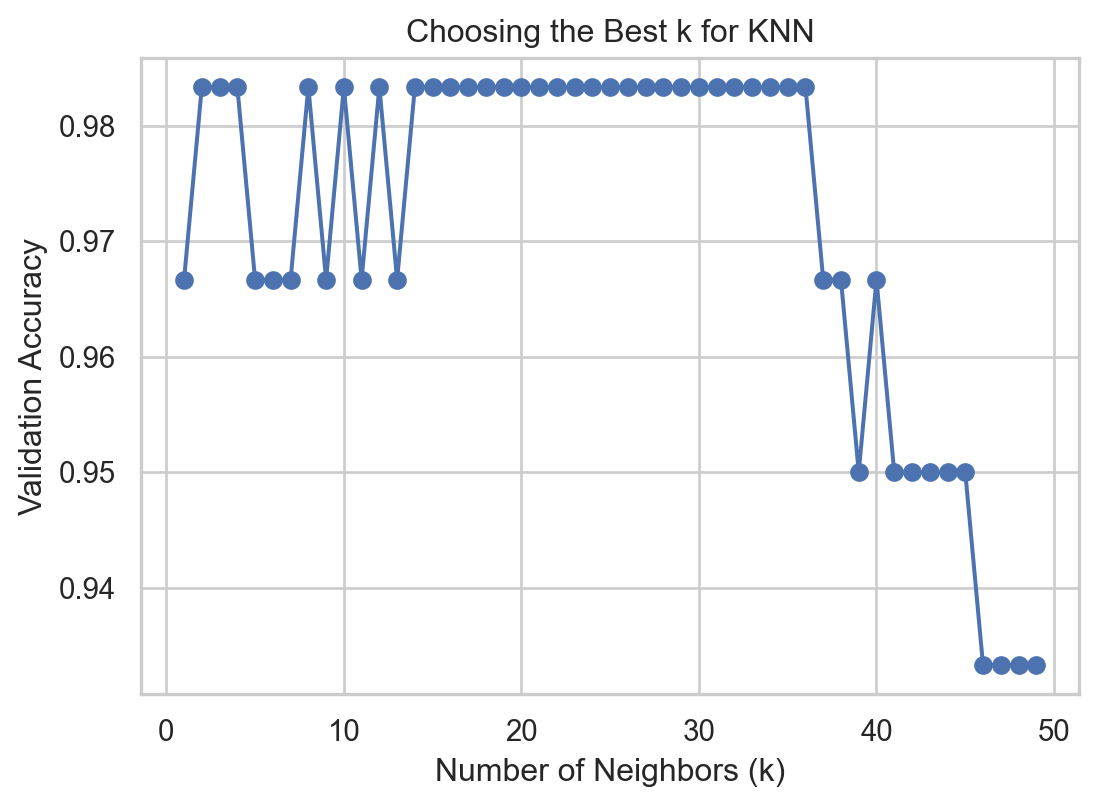 Choosing the Best k for KNN
Validation Accuracy
0.98
0.97
0.96
0.95
0.94
0 10 20 30 40 50
Number of Neighbors (k)